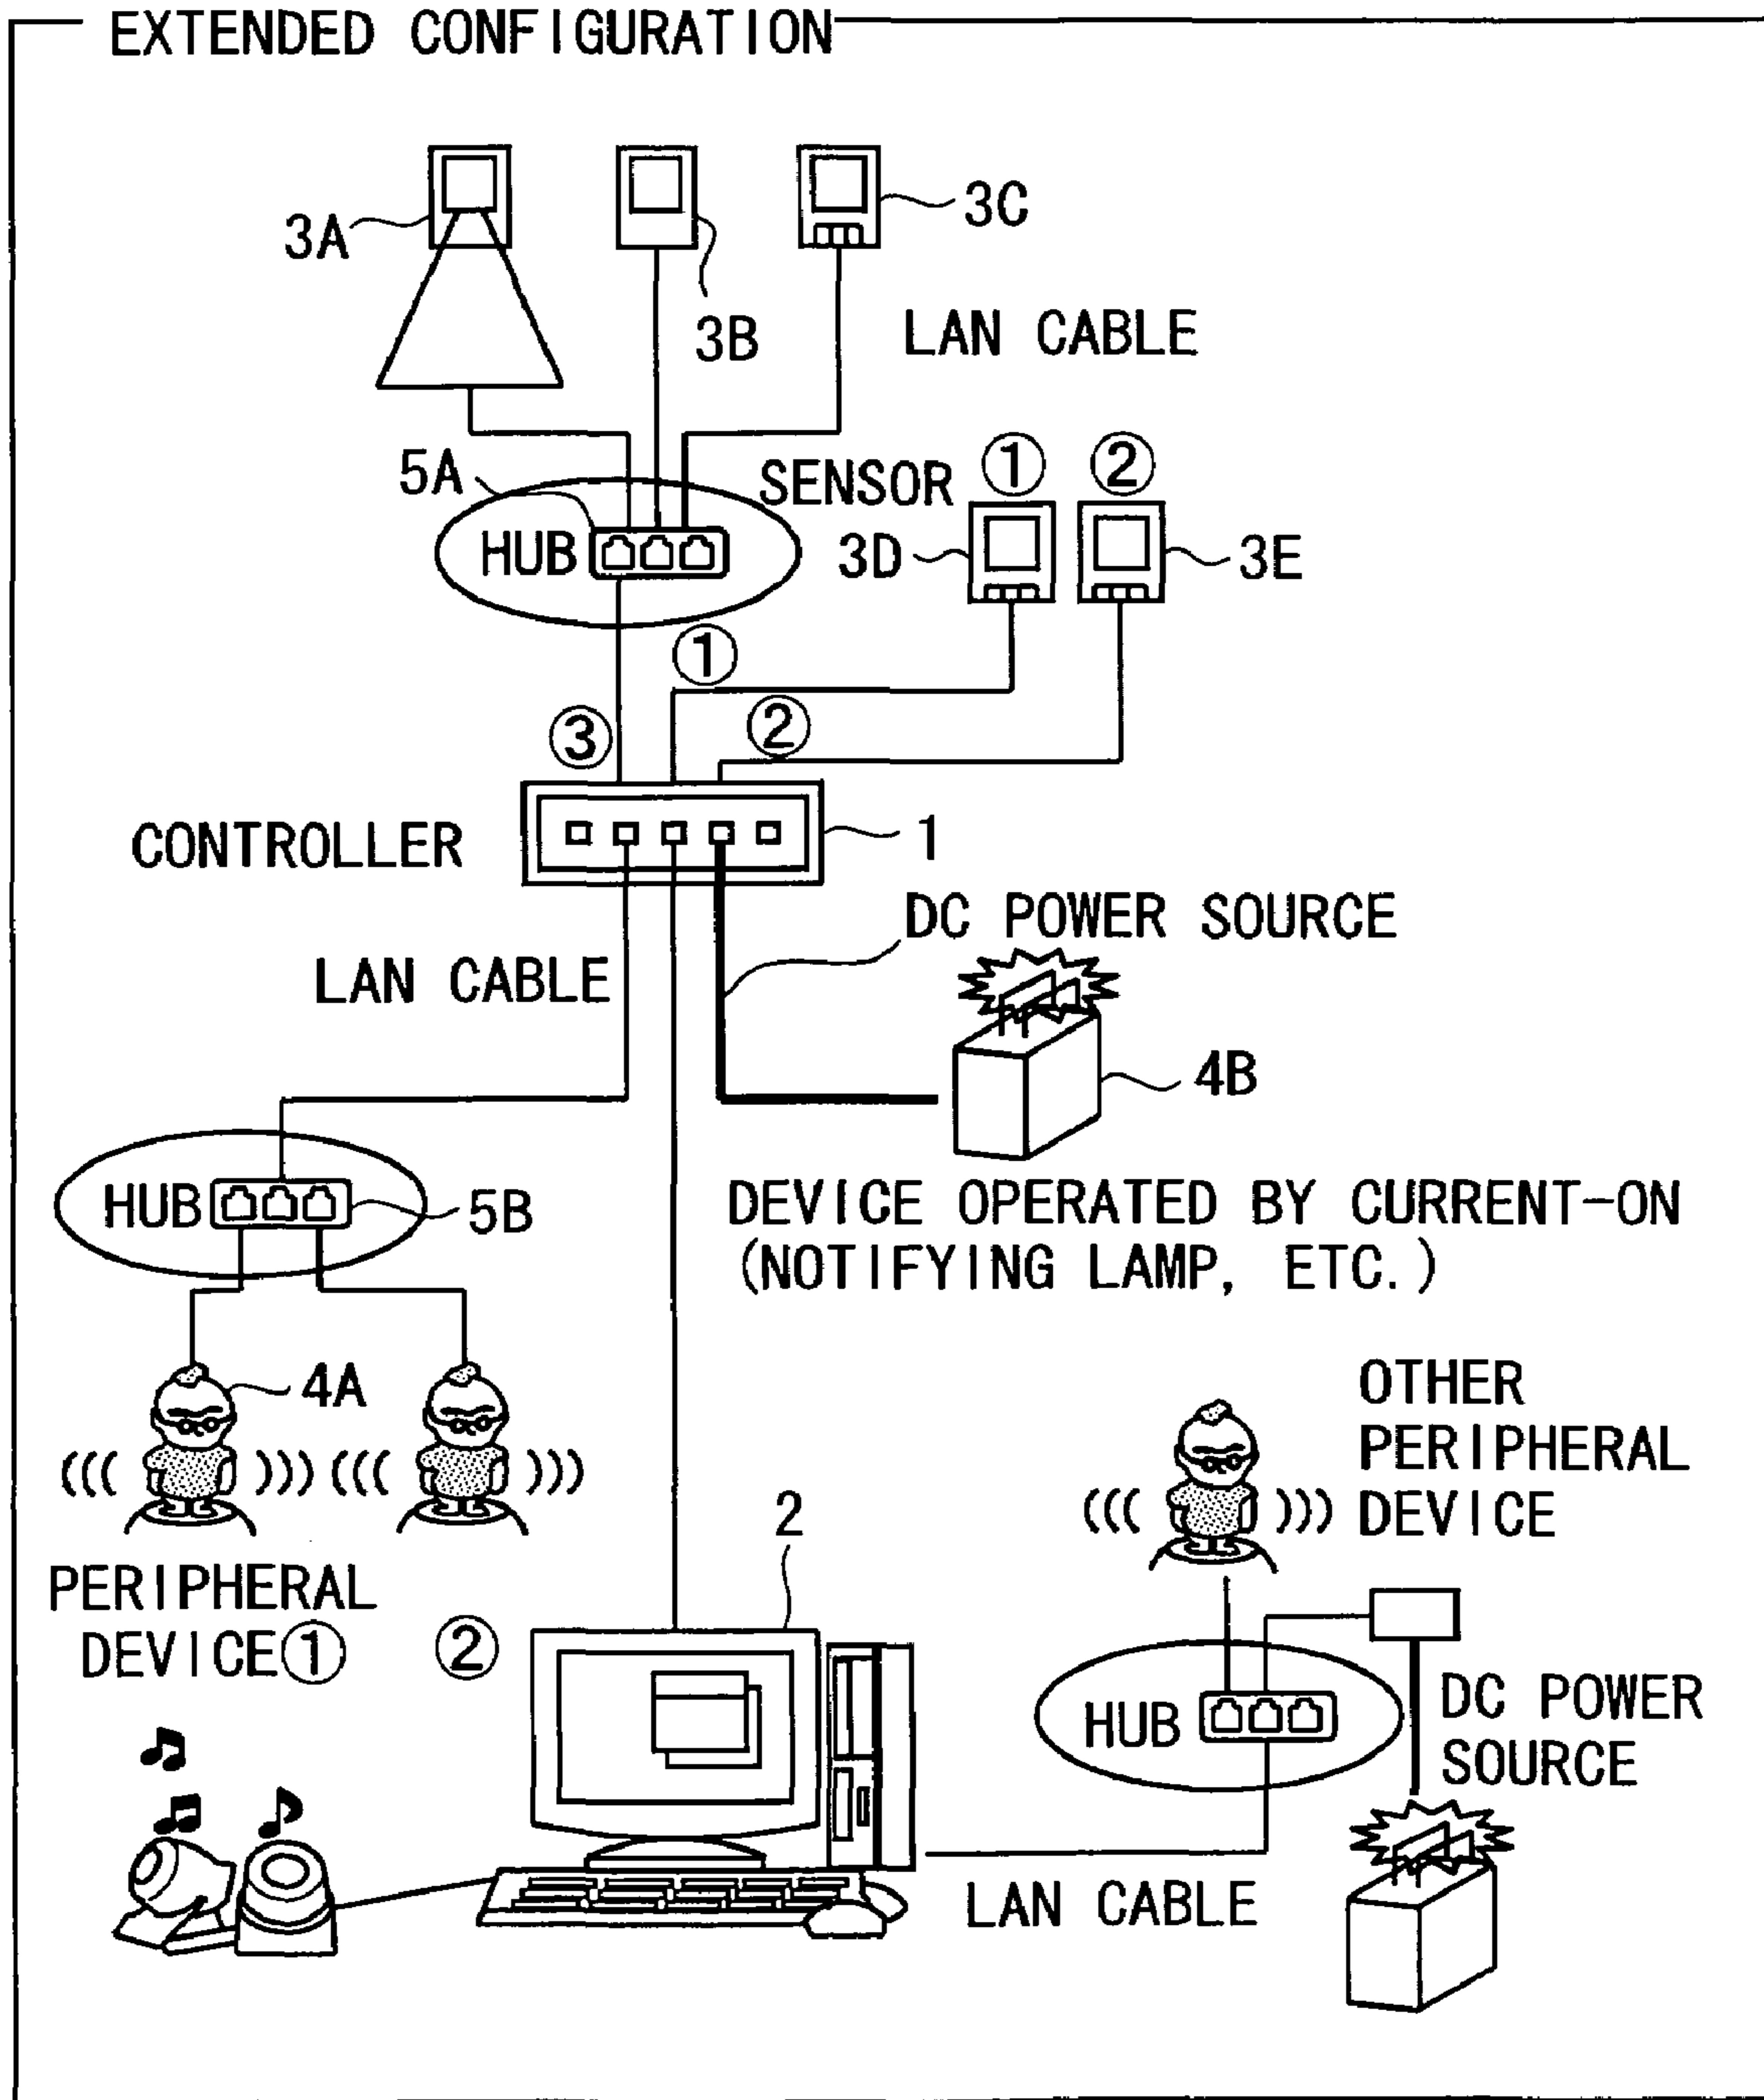 EXTENDED CONFIGURATION
3A
3B
3C
LAN CABLE
5A
SENSOR ① ②
HUB
3D
3E
①
③
②
CONTROLLER
1
DC POWER SOURCE
LAN CABLE
4B
HUB
5B
DEVICE OPERATED BY CURRENT-ON
(NOTIFYING LAMP, ETC.)
4A
OTHER
PERIPHERAL
DEVICE
((( ))) ((( )))
((( )))
2
PERIPHERAL
DEVICE①
②
HUB
DC POWER
SOURCE
LAN CABLE